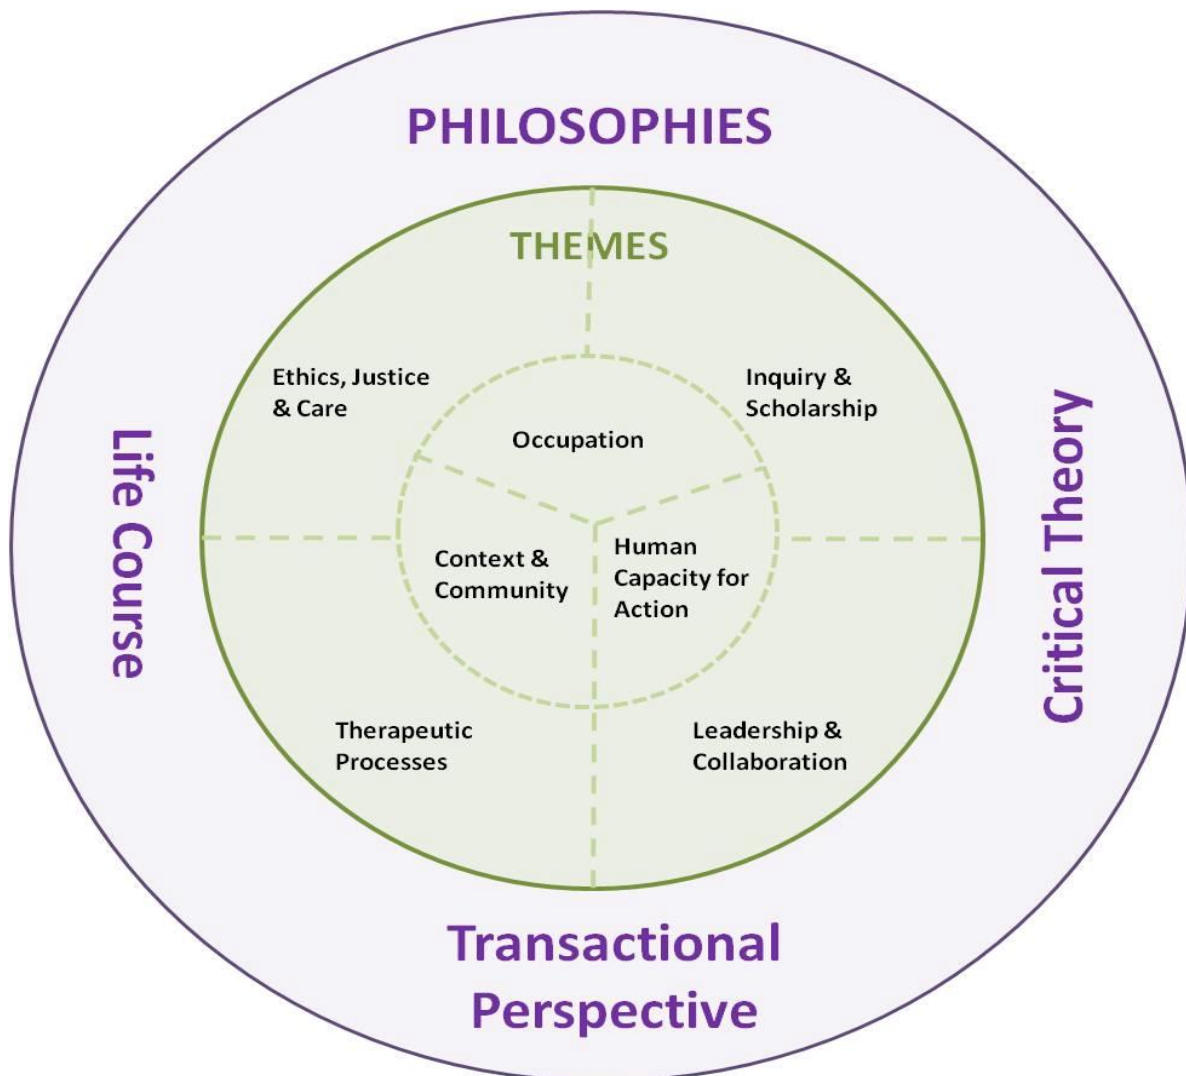 PHILOSOPHIES
THEMES
Ethics, Justice
& Care
Inquiry &
Scholarship
Occupation
Life Course
Critical Theory
Context &
Community
Human
Capacity for
Action
Therapeutic
Processes
Leadership &
Collaboration
Transactional
Perspective